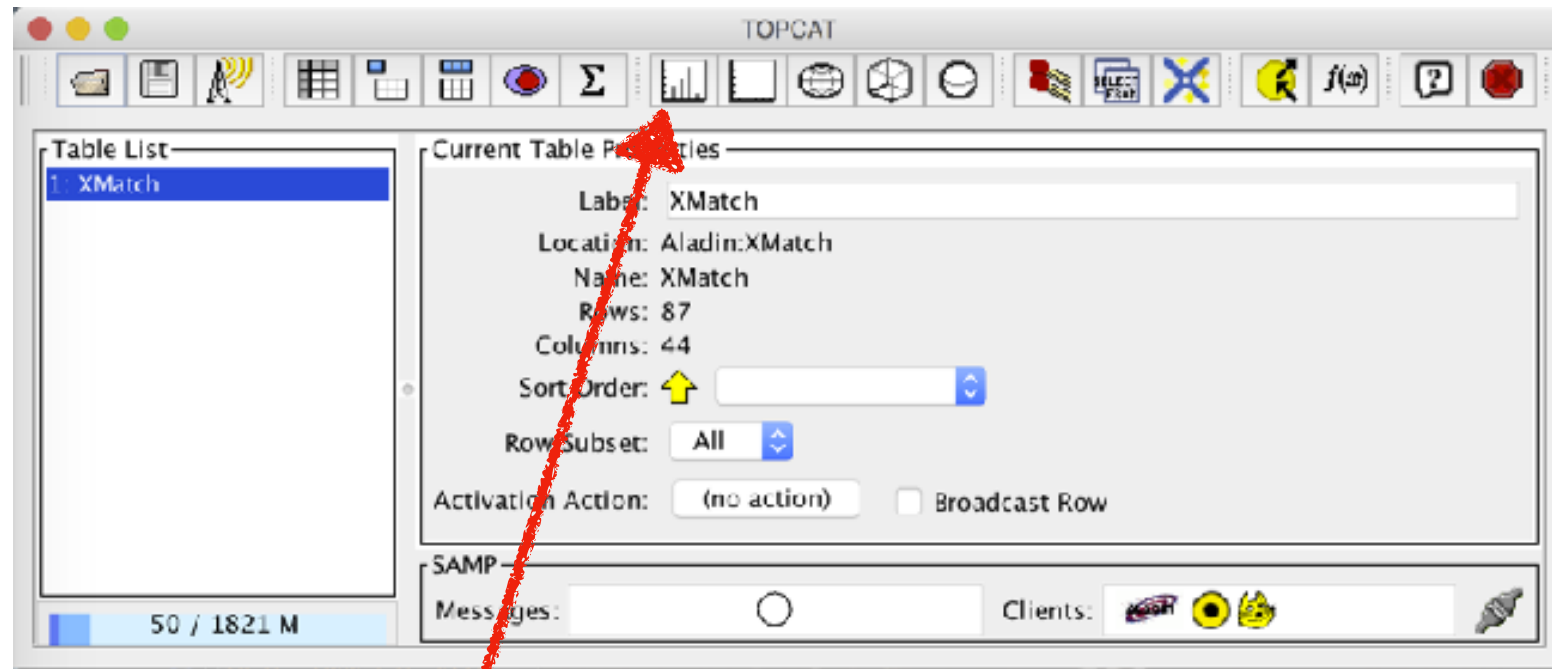 TOPCAT
Σ
SELECT
f(x)
?
Table List
Current Table Properties
1: XMatch
Label: XMatch
Location: Aladin:XMatch
Name: XMatch
Rows: 87
Columns: 44
Sort Order:
Row Subset: All
Activation Action: (no action) Broadcast Row
SAMP
Messages: Clients:
50 / 1821 M